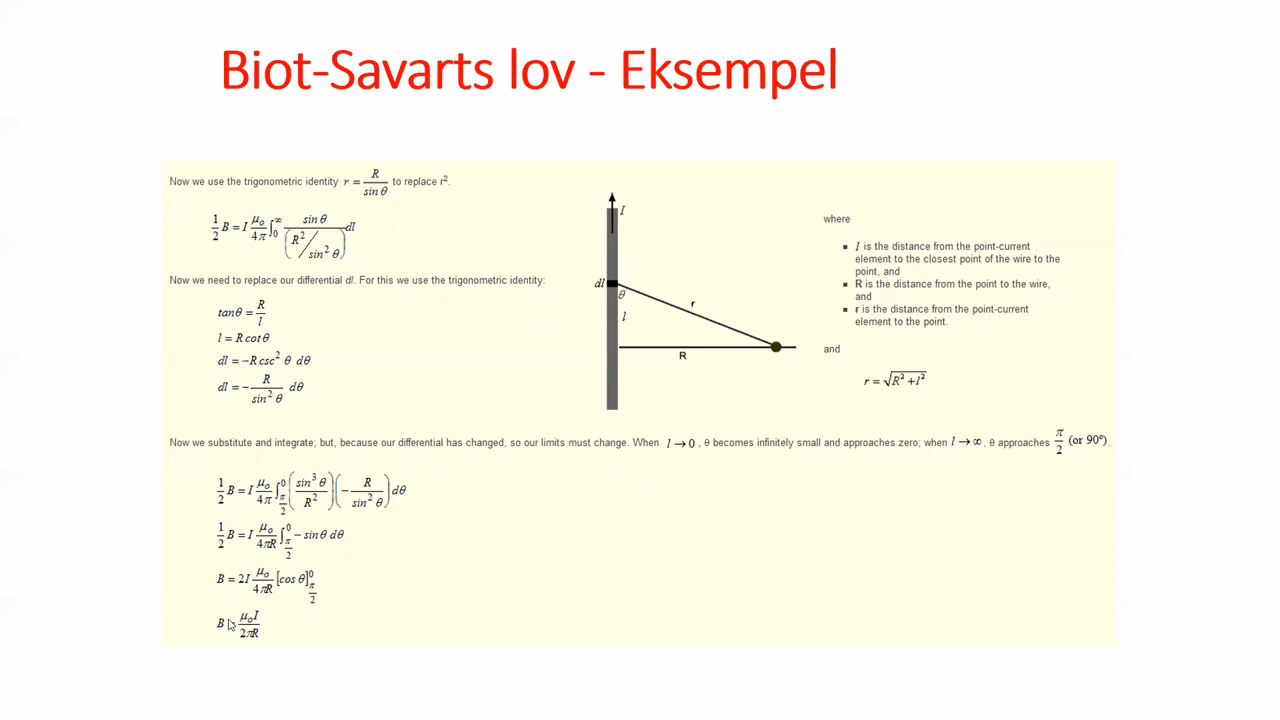 Biot-Savarts lov - Eksempel
Now we use the trigonometric identity r = R / sin θ to replace r².
1/2 B = I μ₀/4π ∫₀^∞ sin θ / (R² / sin² θ) dl
Now we need to replace our differential dl. For this we use the trigonometric identity:
tan θ = R / l
l = R cot θ
dl = −R csc² θ dθ
dl = − R / sin² θ dθ
I
dl
θ
r
l
R
where
l is the distance from the point-current
element to the closest point of the wire to the
point, and
R is the distance from the point to the wire,
and
r is the distance from the point-current
element to the point.
and
r = √(R² + l²)
Now we substitute and integrate; but, because our differential has changed, so our limits must change. When l → 0 , θ becomes infinitely small and approaches zero; when l → ∞, θ approaches π/2 (or 90°) .
1/2 B = I μ₀/4π ∫_{π/2}^0 (sin³ θ / R²) (− R / sin² θ) dθ
1/2 B = I μ₀/4πR ∫_{π/2}^0 − sin θ dθ
B = 2I μ₀/4πR [cos θ]_{π/2}^0
B μ₀I / 2πR